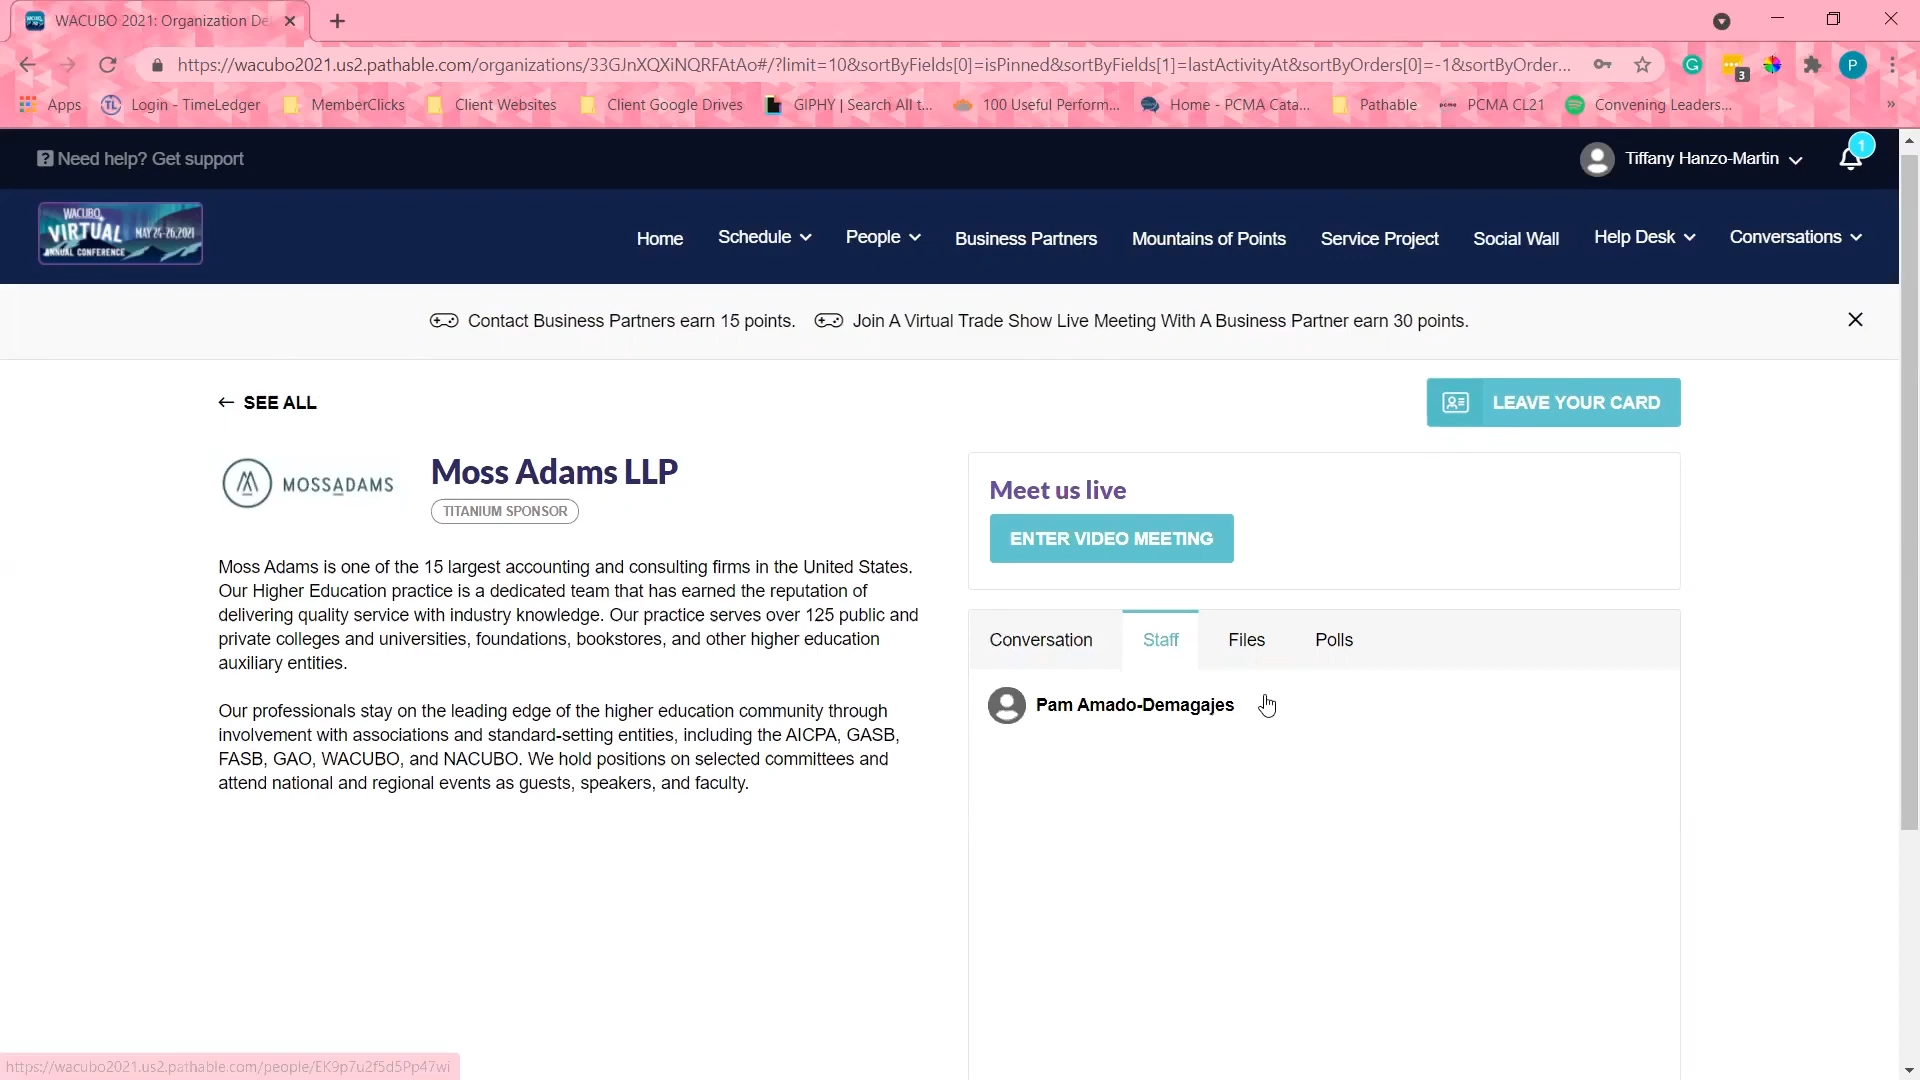 WACUBO 2021: Organization De
https://wacubo2021.us2.pathable.com/organizations/33GJnXQXiNQRFAtAo#/?limit=10&sortByFields[0]=isPinned&sortByFields[1]=lastActivityAt&sortByOrders[0]=-1&sortByOrder...
3
P
Apps
Login - TimeLedger
MemberClicks
Client Websites
Client Google Drives
GIPHY | Search All t...
100 Useful Perform...
Home - PCMA Cata...
Pathable
PCMA CL21
Convening Leaders...
Need help? Get support
Tiffany Hanzo-Martin
1
WACUBO
VIRTUAL MAY 24-26, 2021
ANNUAL CONFERENCE
Home
Schedule
People
Business Partners
Mountains of Points
Service Project
Social Wall
Help Desk
Conversations
Contact Business Partners earn 15 points.
Join A Virtual Trade Show Live Meeting With A Business Partner earn 30 points.
← SEE ALL
LEAVE YOUR CARD
MOSSADAMS
Moss Adams LLP
TITANIUM SPONSOR
Moss Adams is one of the 15 largest accounting and consulting firms in the United States.
Our Higher Education practice is a dedicated team that has earned the reputation of
delivering quality service with industry knowledge. Our practice serves over 125 public and
private colleges and universities, foundations, bookstores, and other higher education
auxiliary entities.
Our professionals stay on the leading edge of the higher education community through
involvement with associations and standard-setting entities, including the AICPA, GASB,
FASB, GAO, WACUBO, and NACUBO. We hold positions on selected committees and
attend national and regional events as guests, speakers, and faculty.
Meet us live
ENTER VIDEO MEETING
Conversation
Staff
Files
Polls
Pam Amado-Demagajes
https://wacubo2021.us2.pathable.com/people/EK9p7u2f5d5Pp47wi